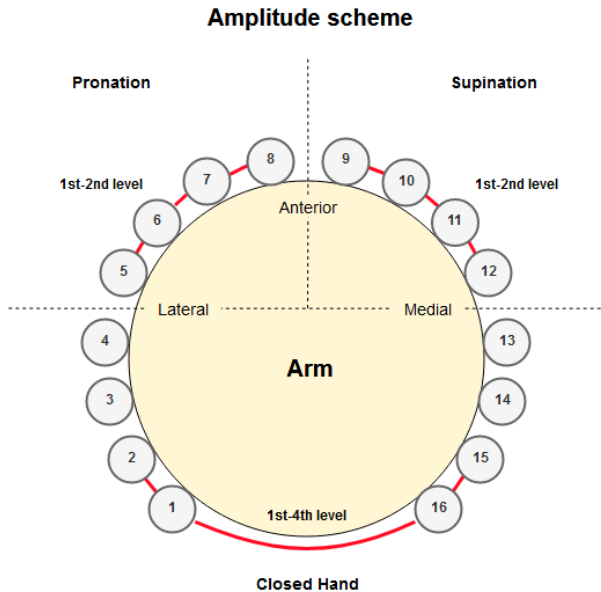 Amplitude scheme
Pronation
Supination
8
9
7
10
1st-2nd level
1st-2nd level
6
11
Anterior
5
12
Lateral
Medial
4
13
Arm
3
14
2
15
1
16
1st-4th level
Closed Hand